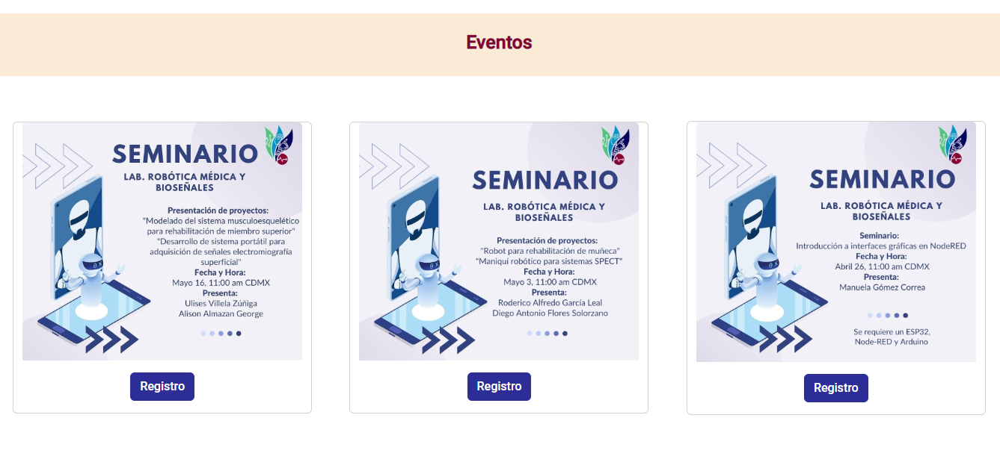 Eventos
SEMINARIO
LAB. ROBÓTICA MÉDICA Y
BIOSEÑALES
Presentación de proyectos:
"Modelado del sistema musculoesquelético
para rehabilitación de miembro superior"
"Desarrollo de sistema portátil para
adquisición de señales electromiografía
superficial"
Fecha y Hora:
Mayo 16, 11:00 am CDMX
Presenta:
Ulises Villela Zúñiga
Alison Almazan George
Registro
SEMINARIO
LAB. ROBÓTICA MÉDICA Y
BIOSEÑALES
Presentación de proyectos:
"Robot para rehabilitación de muñeca"
"Maniquí robótico para sistemas SPECT"
Fecha y Hora:
Mayo 3, 11:00 am CDMX
Presenta:
Roderico Alfredo García Leal
Diego Antonio Flores Solorzano
Registro
SEMINARIO
LAB. ROBÓTICA MÉDICA Y
BIOSEÑALES
Seminario:
Introducción a interfaces gráficas en NodeRED
Fecha y Hora:
Abril 26, 11:00 am CDMX
Presenta:
Manuela Gómez Correa
Se requiere un ESP32,
Node-RED y Arduino
Registro